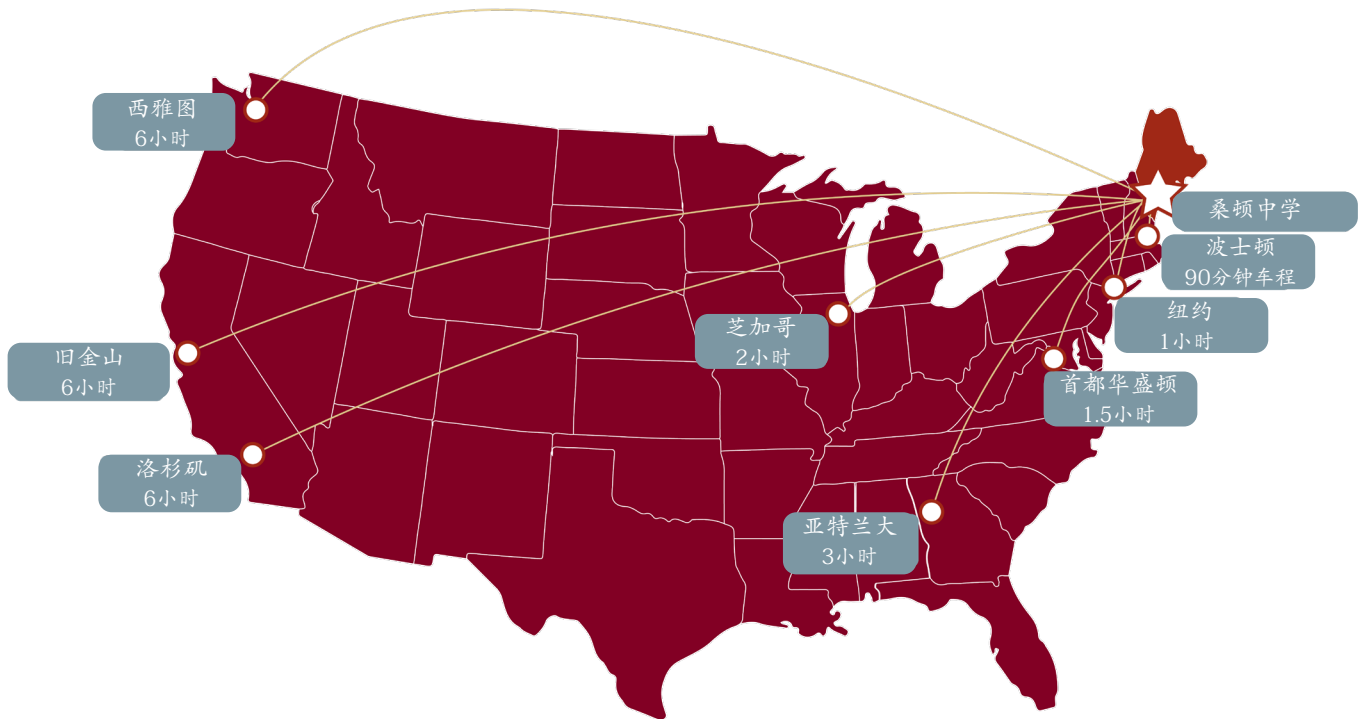 西雅图
6小时
桑顿中学
波士顿
90分钟车程
纽约
1小时
芝加哥
2小时
旧金山
6小时
首都华盛顿
1.5小时
洛杉矶
6小时
亚特兰大
3小时